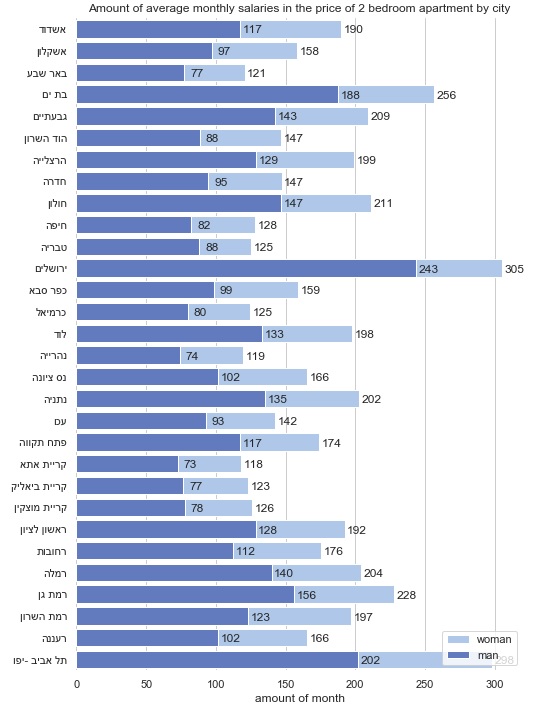 Amount of average monthly salaries in the price of 2 bedroom apartment by city
אשדוד 117 190
אשקלון 97 158
באר שבע 77 121
בת ים 188 256
גבעתיים 143 209
הוד השרון 88 147
הרצלייה 129 199
חדרה 95 147
חולון 147 211
חיפה 82 128
טבריה 88 125
ירושלים 243 305
כפר סבא 99 159
כרמיאל 80 125
לוד 133 198
נהרייה 74 119
נס ציונה 102 166
נתניה 135 202
עם 93 142
פתח תקווה 117 174
קריית אתא 73 118
קריית ביאליק 77 123
קריית מוצקין 78 126
ראשון לציון 128 192
רחובות 112 176
רמלה 140 204
רמת גן 156 228
רמת השרון 123 197
רעננה 102 166
תל אביב -יפו 202 298
woman
man
0 50 100 150 200 250 300
amount of month